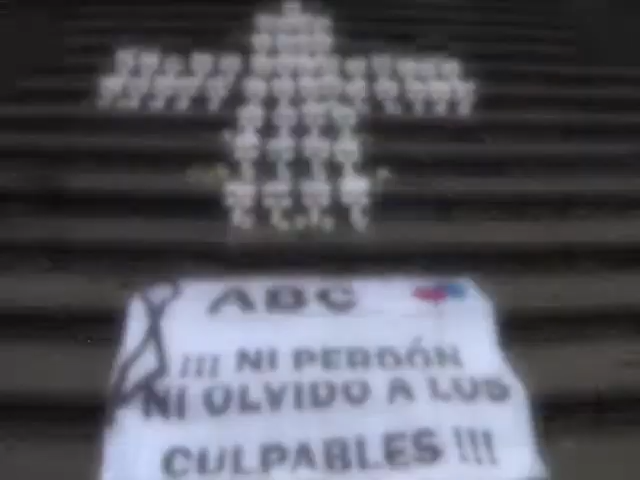 ABC
¡¡¡ NI PERDÓN
NI OLVIDO A LOS
CULPABLES !!!